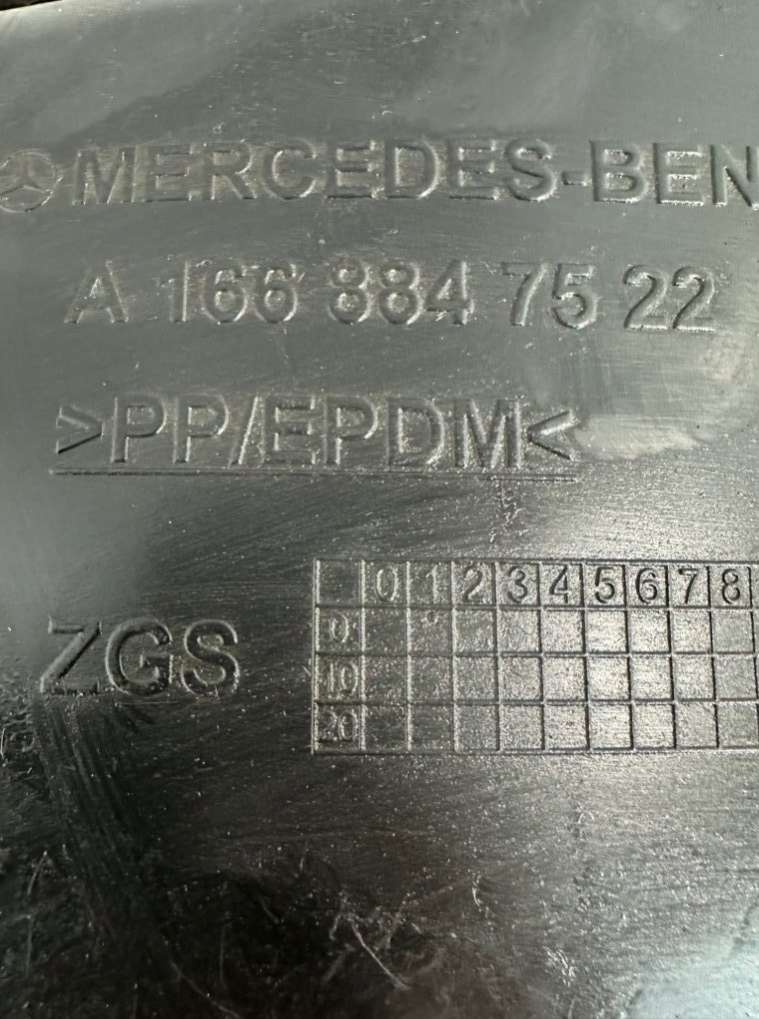 MERCEDES-BEN
A 166 884 75 22
>PP/EPDM<
0 1 2 3 4 5 6 7 8
ZGS
0
10
20